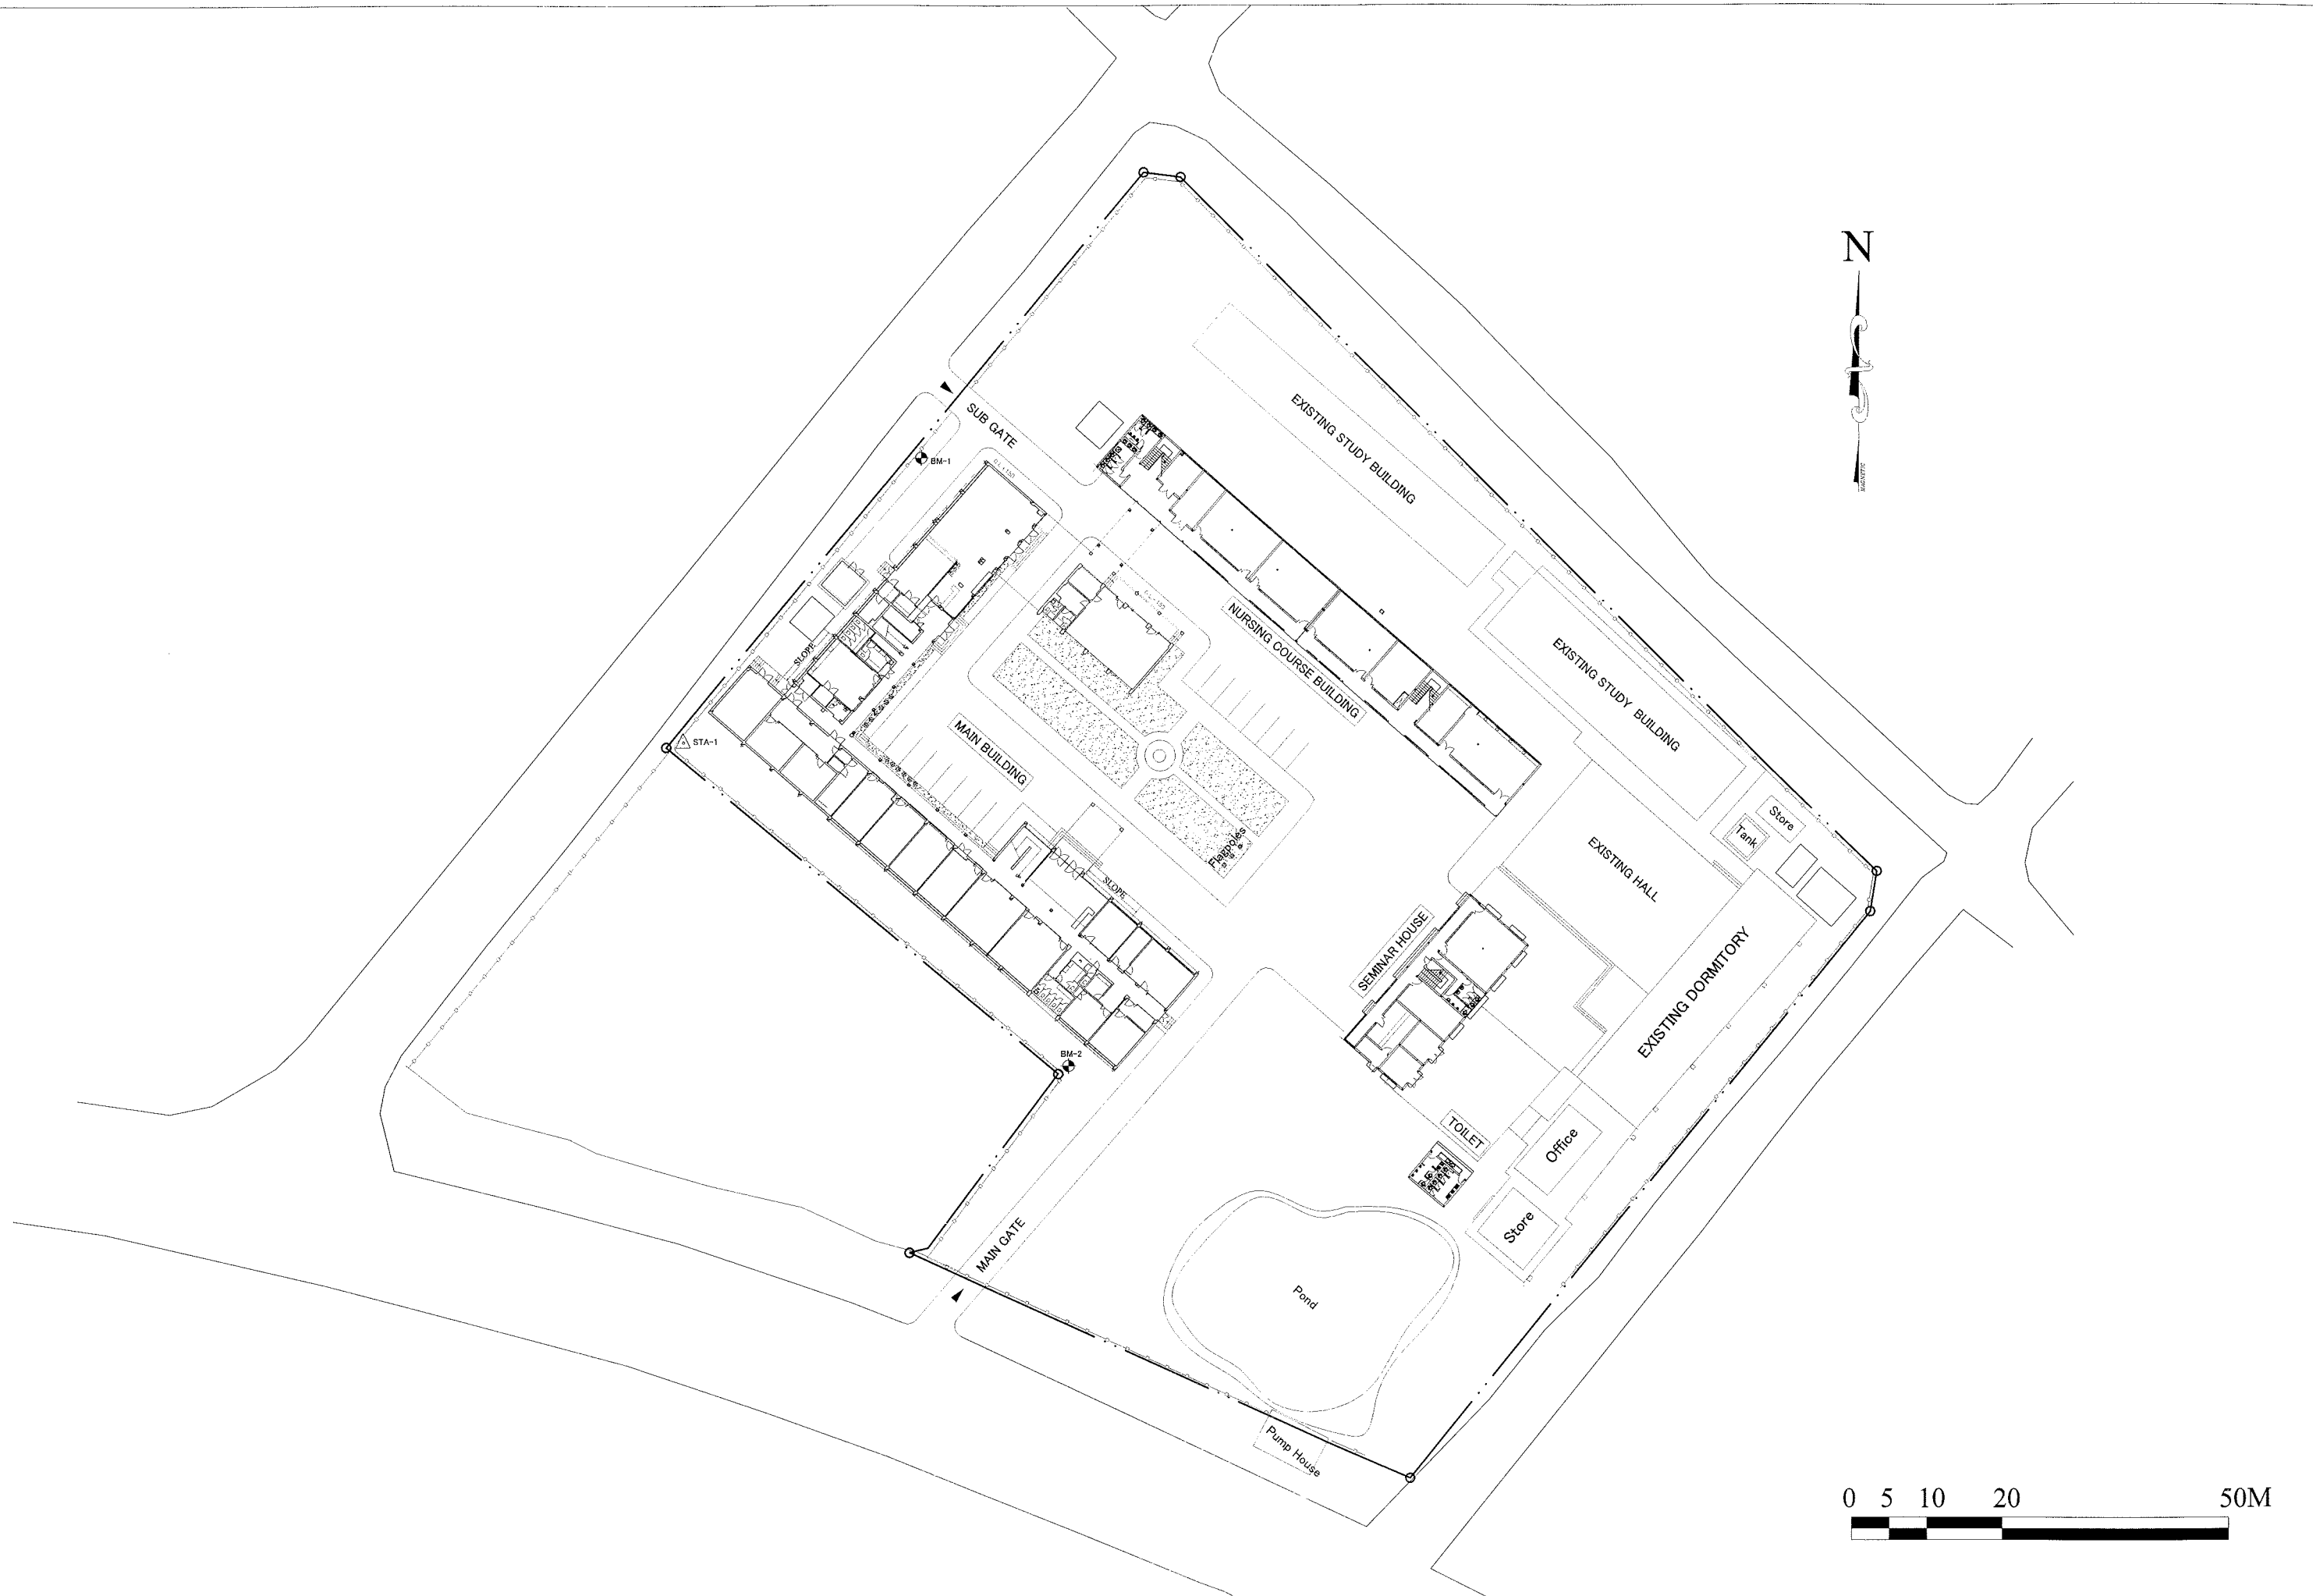 N
EXISTING STUDY BUILDING
SUB GATE
BM-1
NURSING COURSE BUILDING
EXISTING STUDY BUILDING
SLOPE
STA-1
MAIN BUILDING
Store
Tank
Flagpoles
EXISTING HALL
SLOPE
SEMINAR HOUSE
EXISTING DORMITORY
BM-2
TOILET
Office
MAIN GATE
Store
Pond
Pump House
0 5 10 20 50M